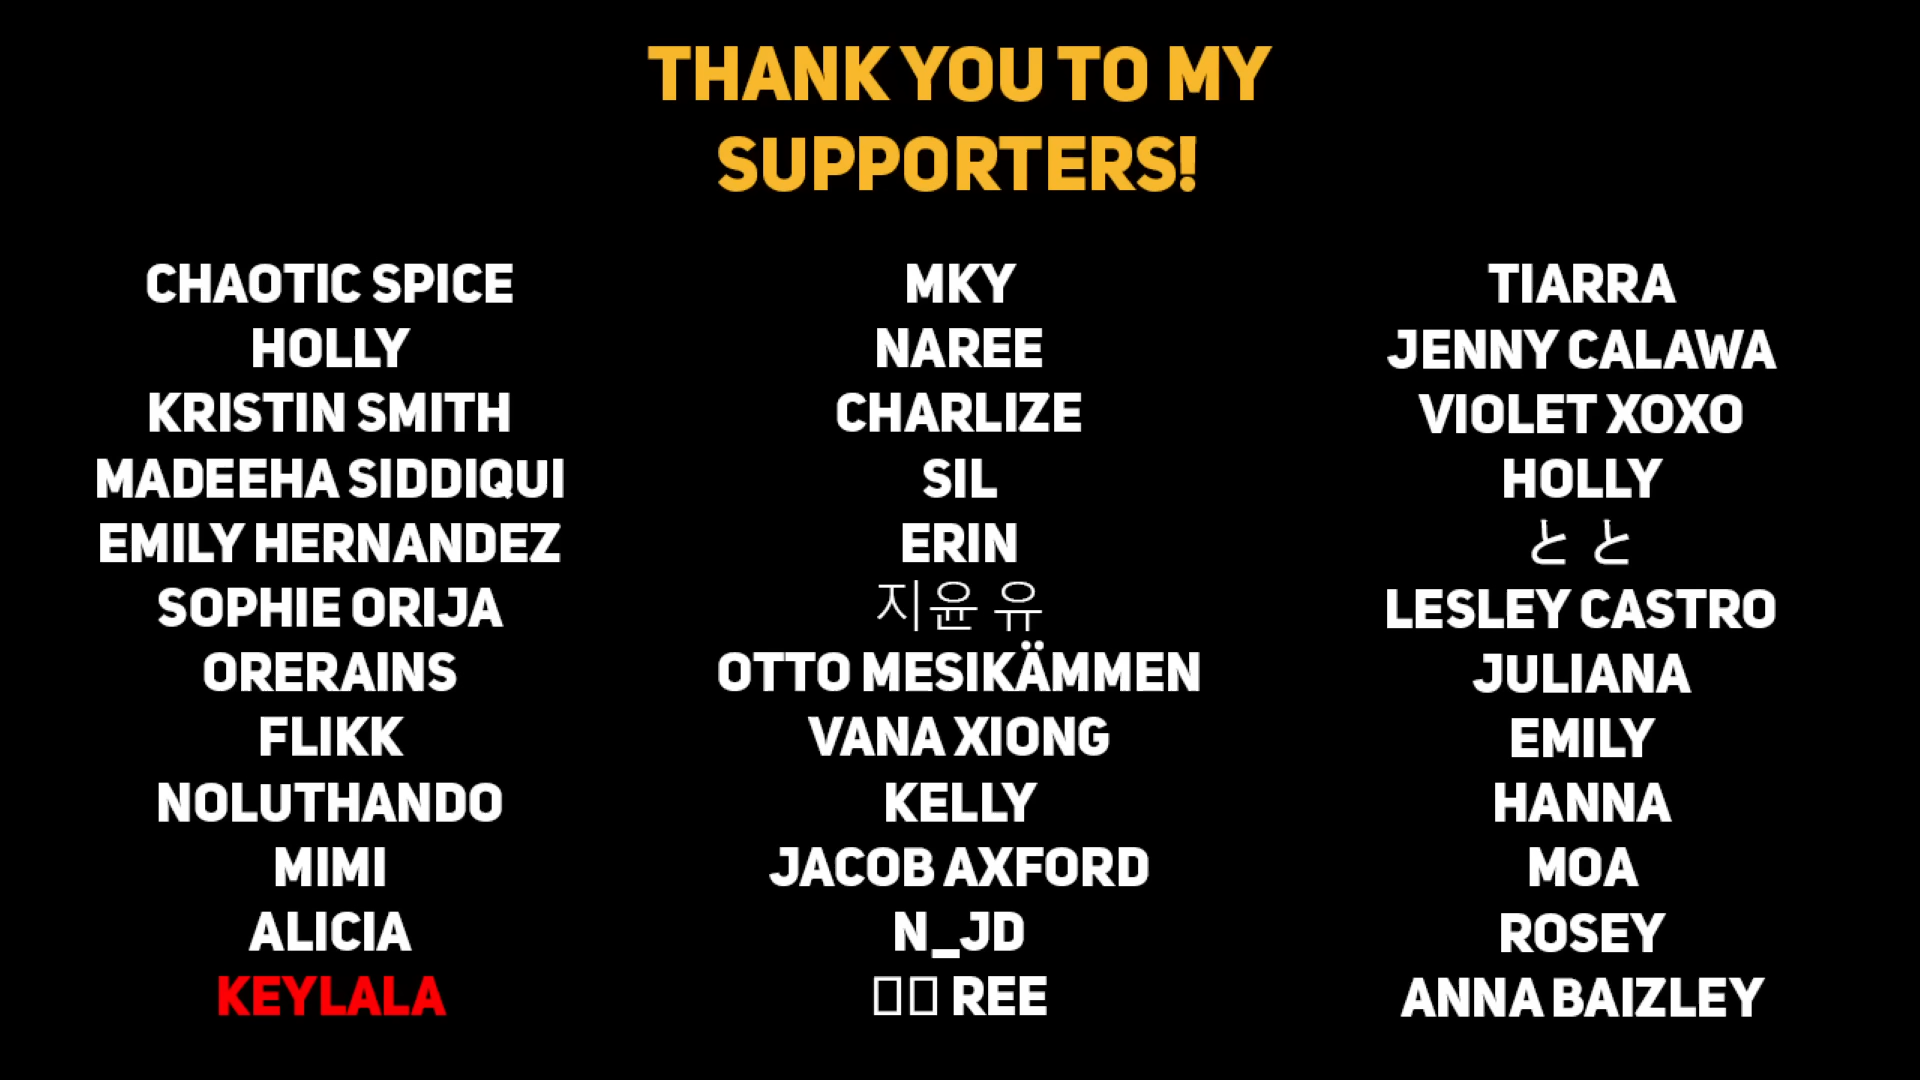 THANK YOU TO MY
SUPPORTERS!
CHAOTIC SPICE
HOLLY
KRISTIN SMITH
MADEEHA SIDDIQUI
EMILY HERNANDEZ
SOPHIE ORIJA
ORERAINS
FLIKK
NOLUTHANDO
MIMI
ALICIA
KEYLALA
MKY
NAREE
CHARLIZE
SIL
ERIN
지윤 유
OTTO MESIKÄMMEN
VANA XIONG
KELLY
JACOB AXFORD
N_JD
REE
TIARRA
JENNY CALAWA
VIOLET XOXO
HOLLY
と と
LESLEY CASTRO
JULIANA
EMILY
HANNA
MOA
ROSEY
ANNA BAIZLEY